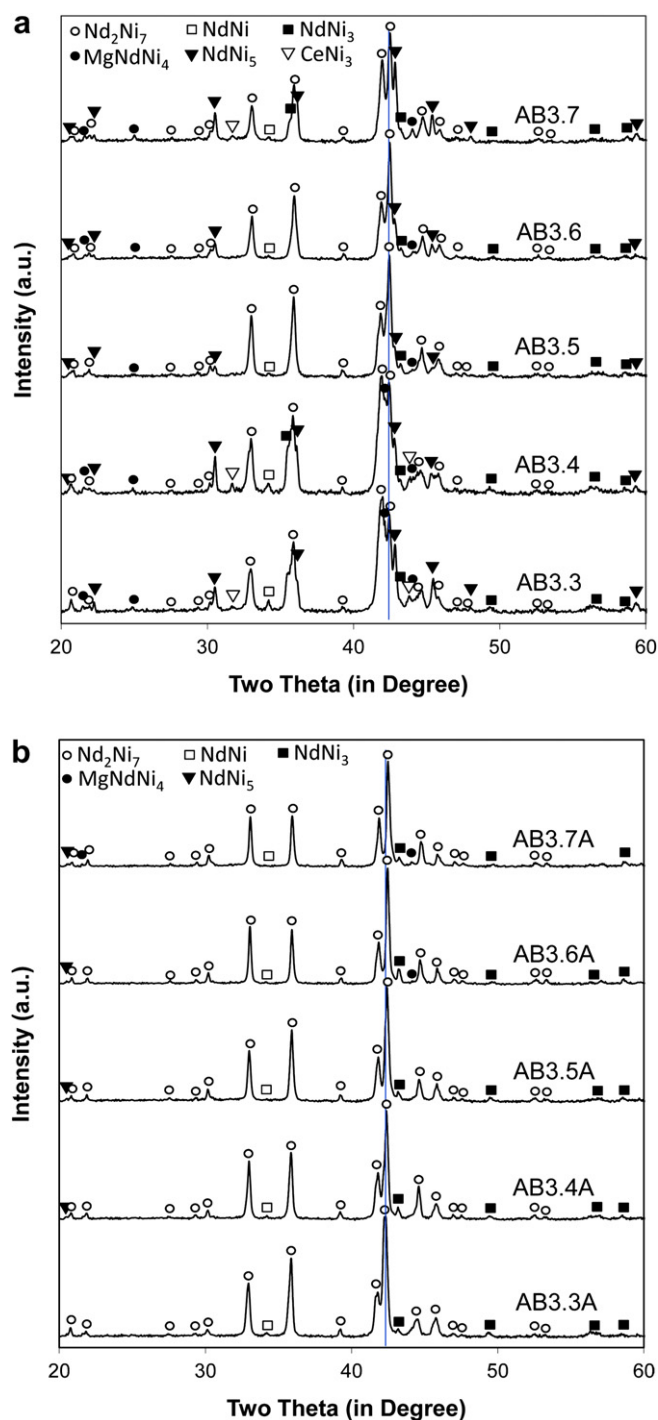 a
○ Nd₂Ni₇ □ NdNi ■ NdNi₃
● MgNdNi₄ ▼ NdNi₅ ▽ CeNi₃
AB3.7
AB3.6
AB3.5
AB3.4
AB3.3
Intensity (a.u.)
20 30 40 50 60
Two Theta (in Degree)
b
○ Nd₂Ni₇ □ NdNi ■ NdNi₃
● MgNdNi₄ ▼ NdNi₅
AB3.7A
AB3.6A
AB3.5A
AB3.4A
AB3.3A
Intensity (a.u.)
20 30 40 50 60
Two Theta (in Degree)